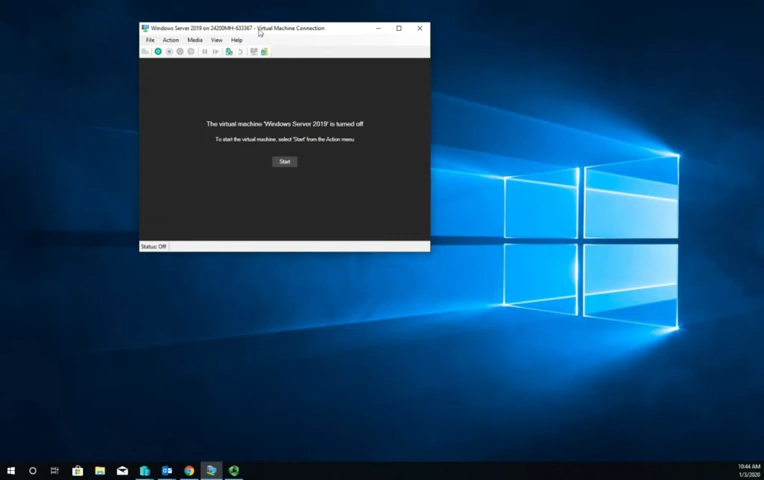 Windows Server 2019 on 24200MH-633367 - Virtual Machine Connection
File Action Media View Help
The virtual machine 'Windows Server 2019' is turned off
To start the virtual machine, select 'Start' from the Action menu
Start
Status: Off
10:44 AM
1/3/2020